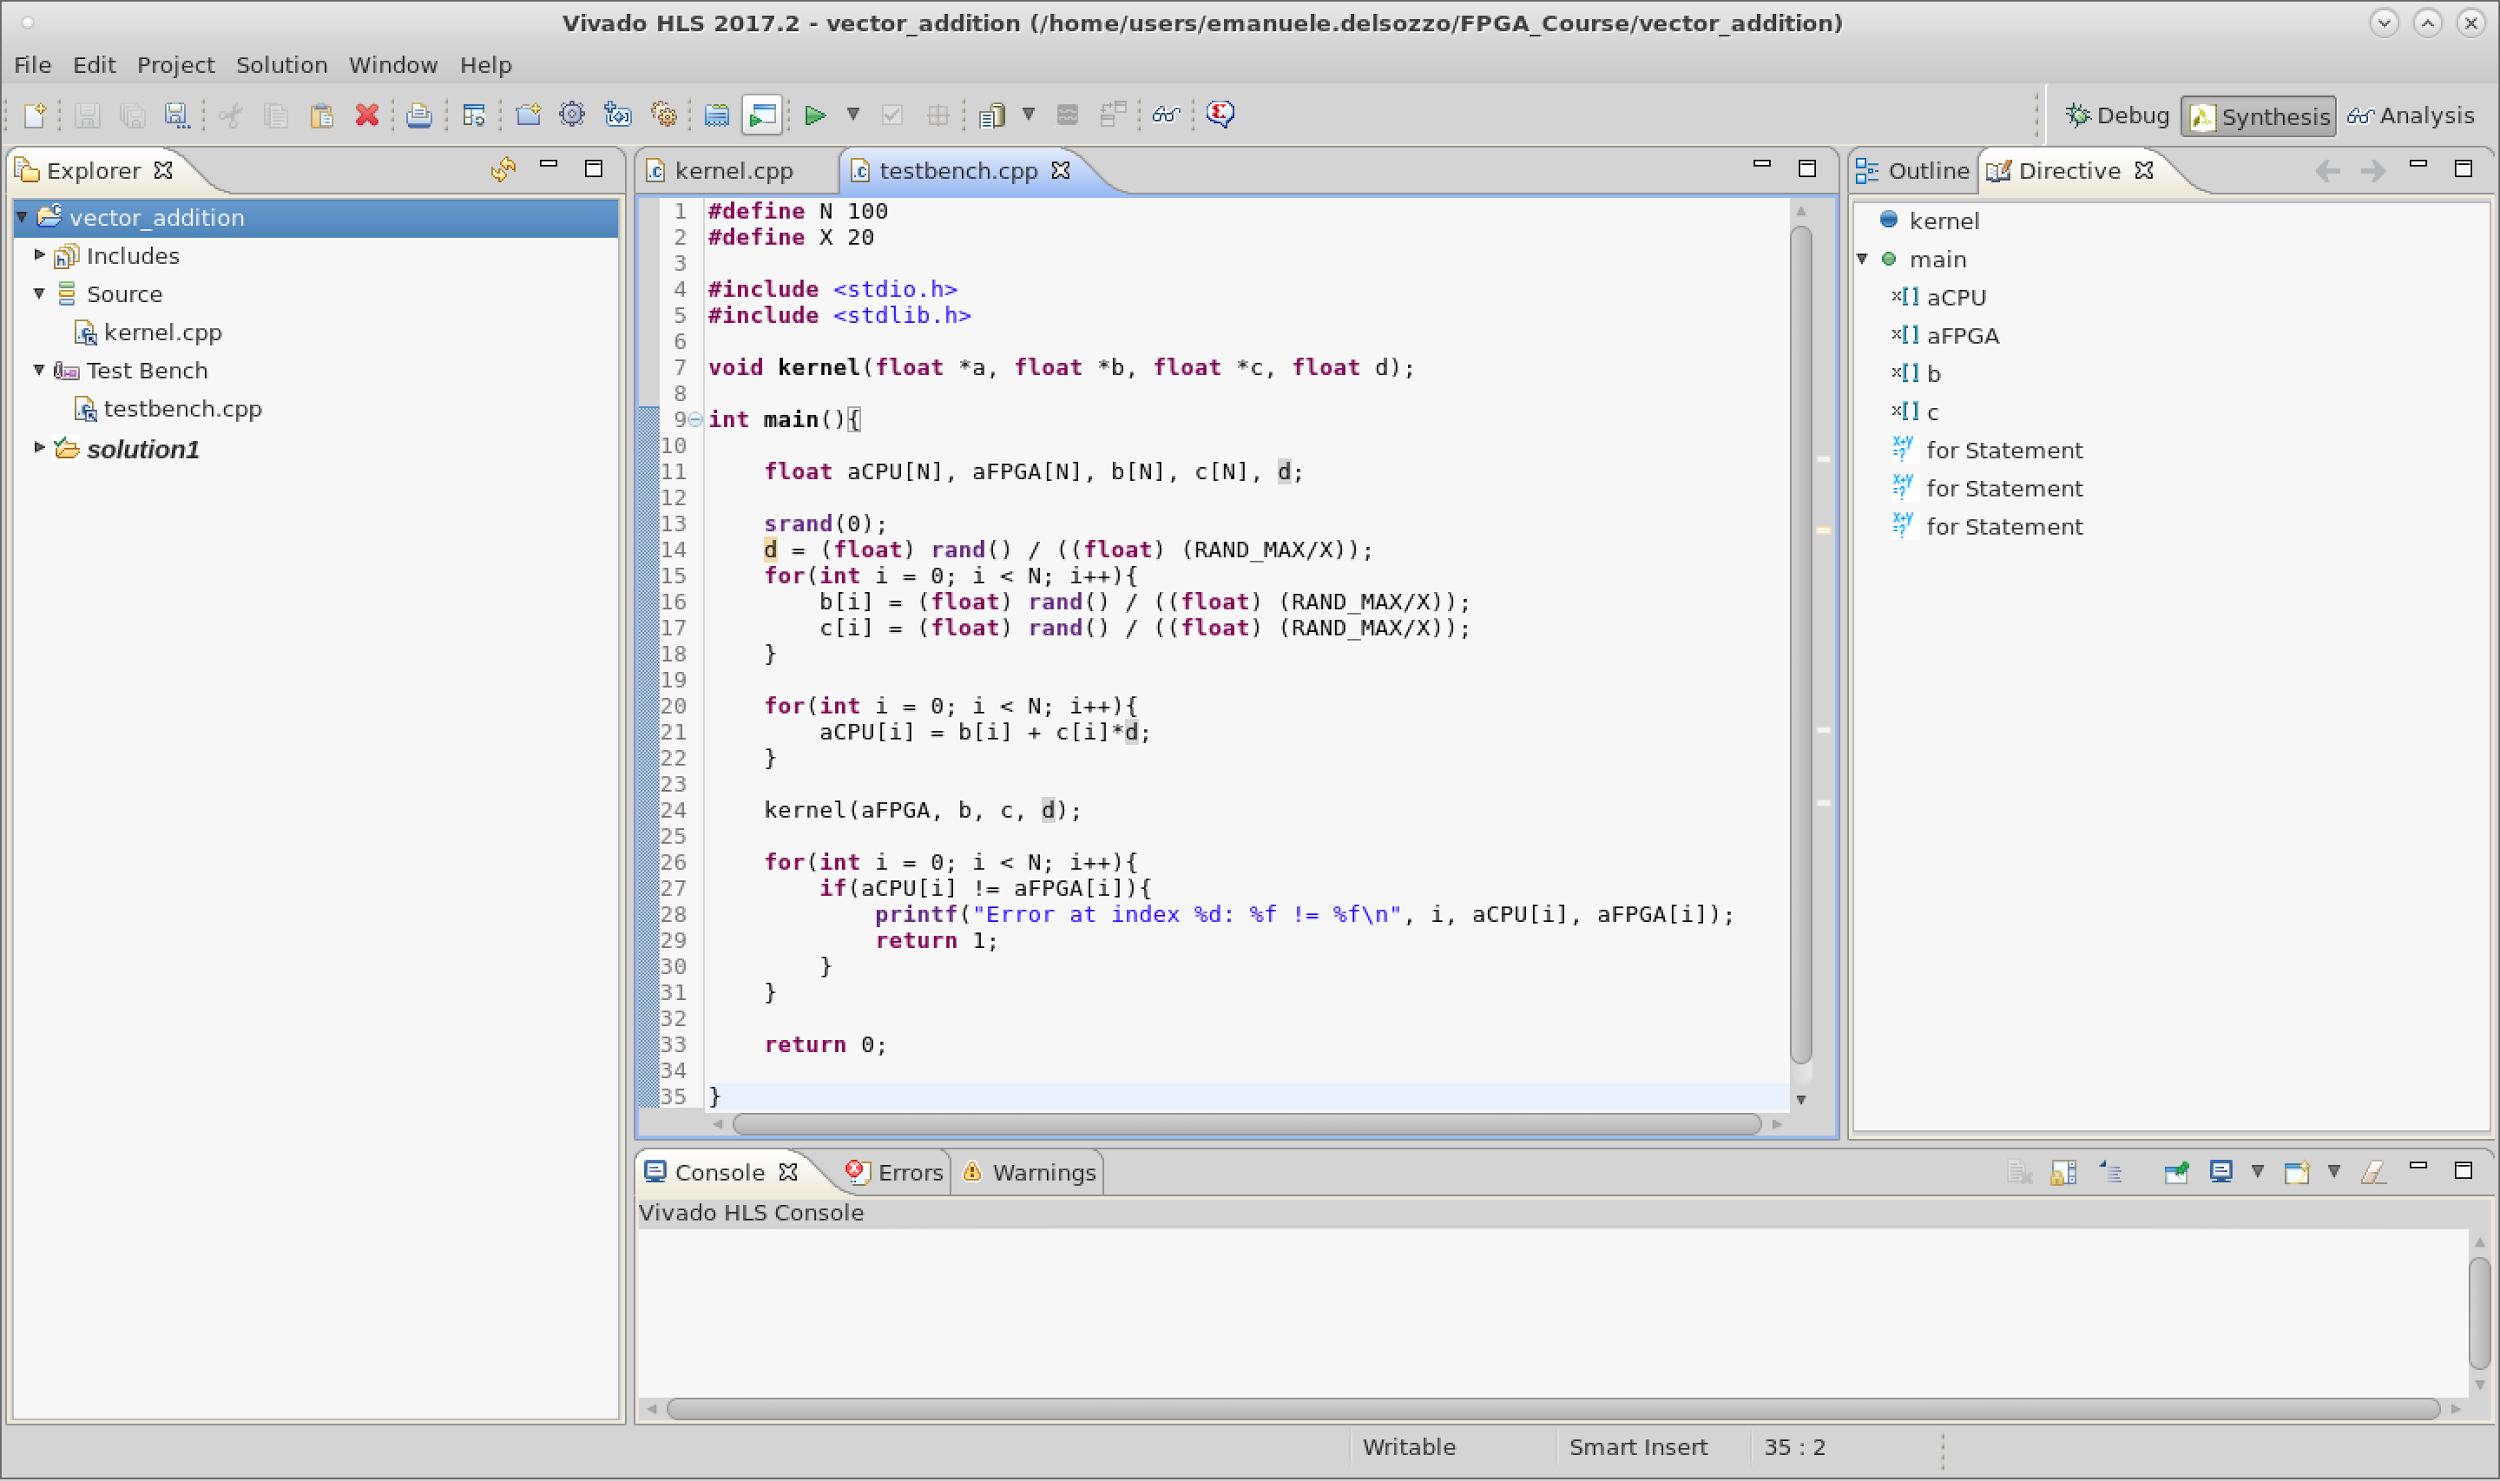 Vivado HLS 2017.2 - vector_addition (/home/users/emanuele.delsozzo/FPGA_Course/vector_addition)
File Edit Project Solution Window Help
Debug Synthesis Analysis
Explorer
vector_addition
Includes
Source
kernel.cpp
Test Bench
testbench.cpp
solution1
kernel.cpp testbench.cpp
1 #define N 100
2 #define X 20
3
4 #include <stdio.h>
5 #include <stdlib.h>
6
7 void kernel(float *a, float *b, float *c, float d);
8
9 int main(){
10
11     float aCPU[N], aFPGA[N], b[N], c[N], d;
12
13     srand(0);
14     d = (float) rand() / ((float) (RAND_MAX/X));
15     for(int i = 0; i < N; i++){
16         b[i] = (float) rand() / ((float) (RAND_MAX/X));
17         c[i] = (float) rand() / ((float) (RAND_MAX/X));
18     }
19
20     for(int i = 0; i < N; i++){
21         aCPU[i] = b[i] + c[i]*d;
22     }
23
24     kernel(aFPGA, b, c, d);
25
26     for(int i = 0; i < N; i++){
27         if(aCPU[i] != aFPGA[i]){
28             printf("Error at index %d: %f != %f\n", i, aCPU[i], aFPGA[i]);
29             return 1;
30         }
31     }
32
33     return 0;
34
35 }
Outline Directive
kernel
main
x[] aCPU
x[] aFPGA
x[] b
x[] c
for Statement
for Statement
for Statement
Console Errors Warnings
Vivado HLS Console
Writable Smart Insert 35 : 2